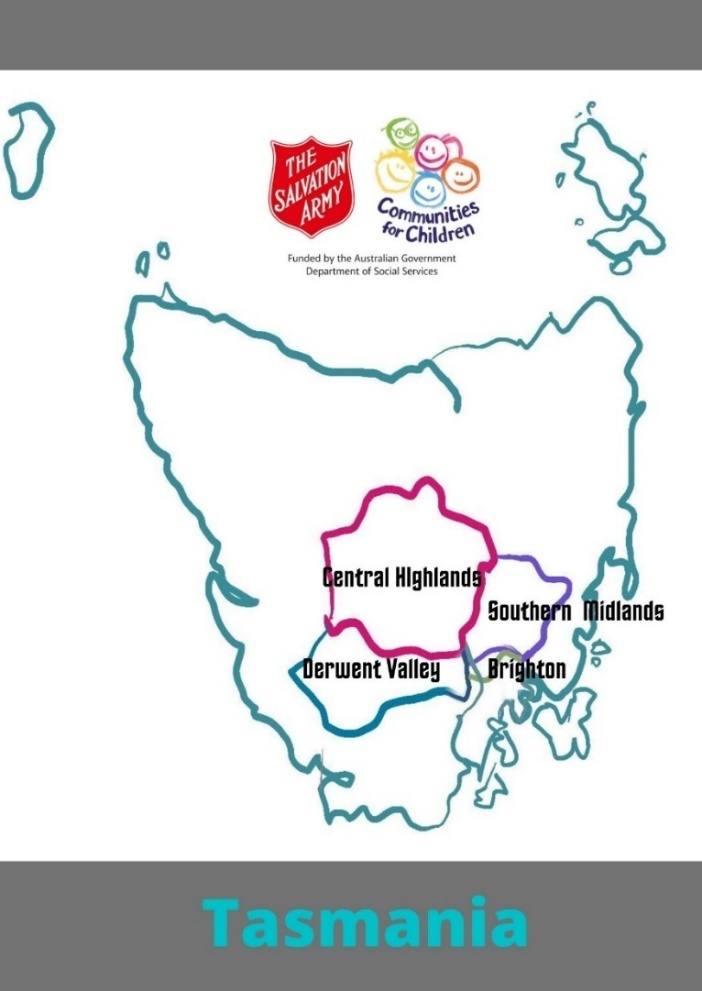 THE
SALVATION
ARMY
Communities
for Children
Funded by the Australian Government
Department of Social Services
Central HIghlands
Southern Midlands
Derwent Valley
Brighton
Tasmania